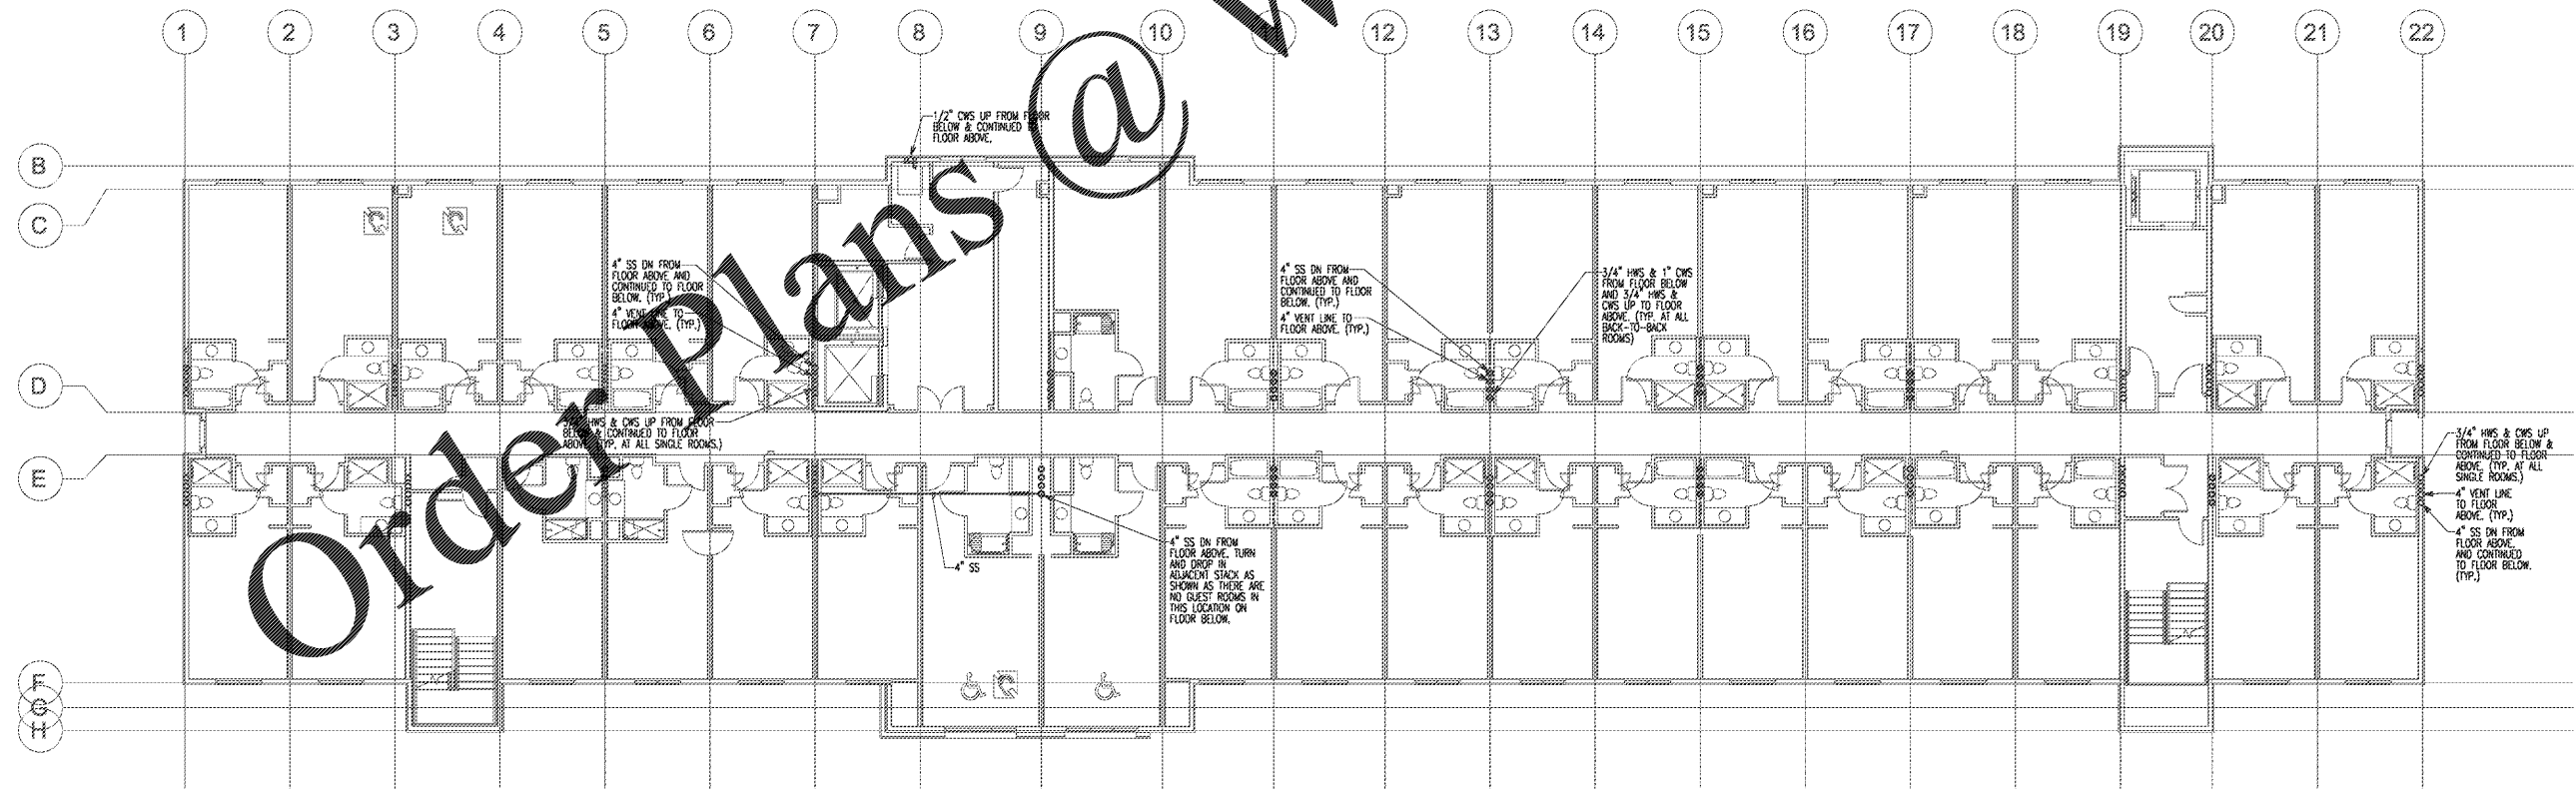 1
2
3
4
5
6
7
8
9
10
11
12
13
14
15
16
17
18
19
20
21
22
Order Plans @ W
1/2" CWS UP FROM FLOOR
BELOW & CONTINUED TO
FLOOR ABOVE.
B
C
D
E
F
G
H
4" SS DN FROM
FLOOR ABOVE AND
CONTINUED TO FLOOR
BELOW. (TYP.)
4" VENT LINE TO
FLOOR ABOVE. (TYP.)
3/4" HWS & CWS UP FROM FLOOR
BELOW & CONTINUED TO FLOOR
ABOVE. (TYP. AT ALL SINGLE ROOMS.)
4" SS
4" SS DN FROM
FLOOR ABOVE. TURN
AND DROP IN
ADJACENT STACK AS
SHOWN AS THERE ARE
NO GUEST ROOMS IN
THIS LOCATION ON
FLOOR BELOW.
4" SS DN FROM
FLOOR ABOVE AND
CONTINUED TO FLOOR
BELOW. (TYP.)
4" VENT LINE TO
FLOOR ABOVE. (TYP.)
3/4" HWS & 1" CWS
FROM FLOOR BELOW
AND 3/4" HWS &
CWS UP TO FLOOR
ABOVE. (TYP. AT ALL
BACK-TO-BACK
ROOMS)
3/4" HWS & CWS UP
FROM FLOOR BELOW &
CONTINUED TO FLOOR
ABOVE. (TYP. AT ALL
SINGLE ROOMS.)
4" VENT LINE
TO FLOOR
ABOVE. (TYP.)
4" SS DN FROM
FLOOR ABOVE.
AND CONTINUED
TO FLOOR BELOW.
(TYP.)